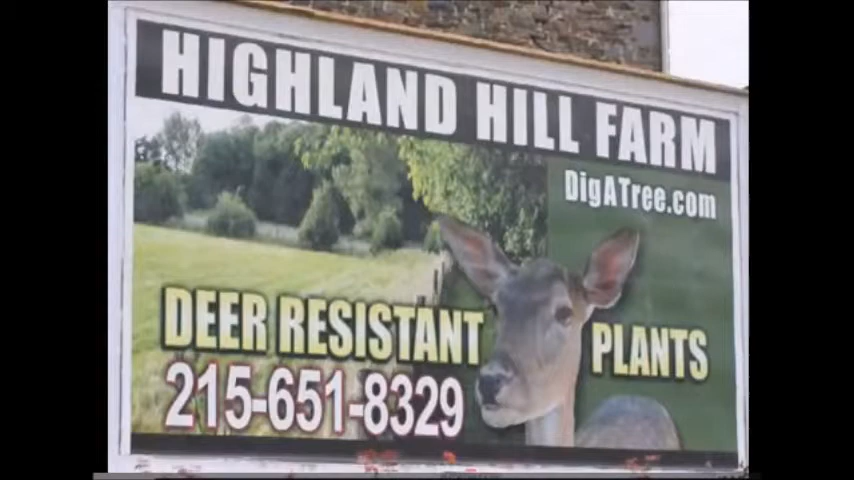 HIGHLAND HILL FARM
DigATree.com
DEER RESISTANT PLANTS
215-651-8329